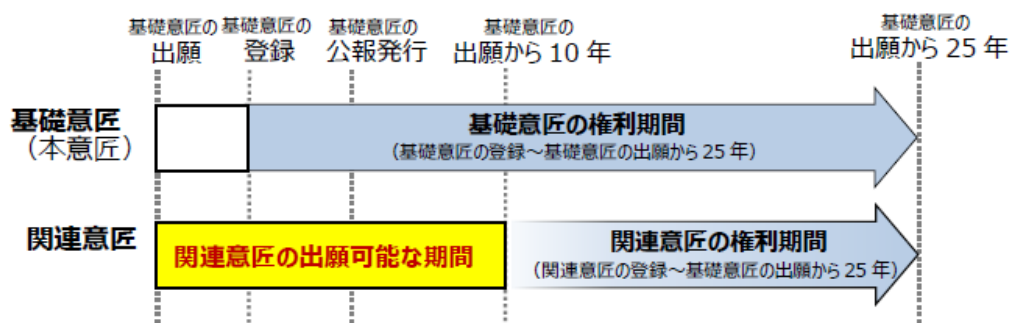 基礎意匠の
出願
基礎意匠の
登録
基礎意匠の
公報発行
基礎意匠の
出願から 10 年
基礎意匠の
出願から 25 年
基礎意匠
（本意匠）
基礎意匠の権利期間
（基礎意匠の登録～基礎意匠の出願から 25 年）
関連意匠
関連意匠の出願可能な期間
関連意匠の権利期間
（関連意匠の登録～基礎意匠の出願から 25 年）